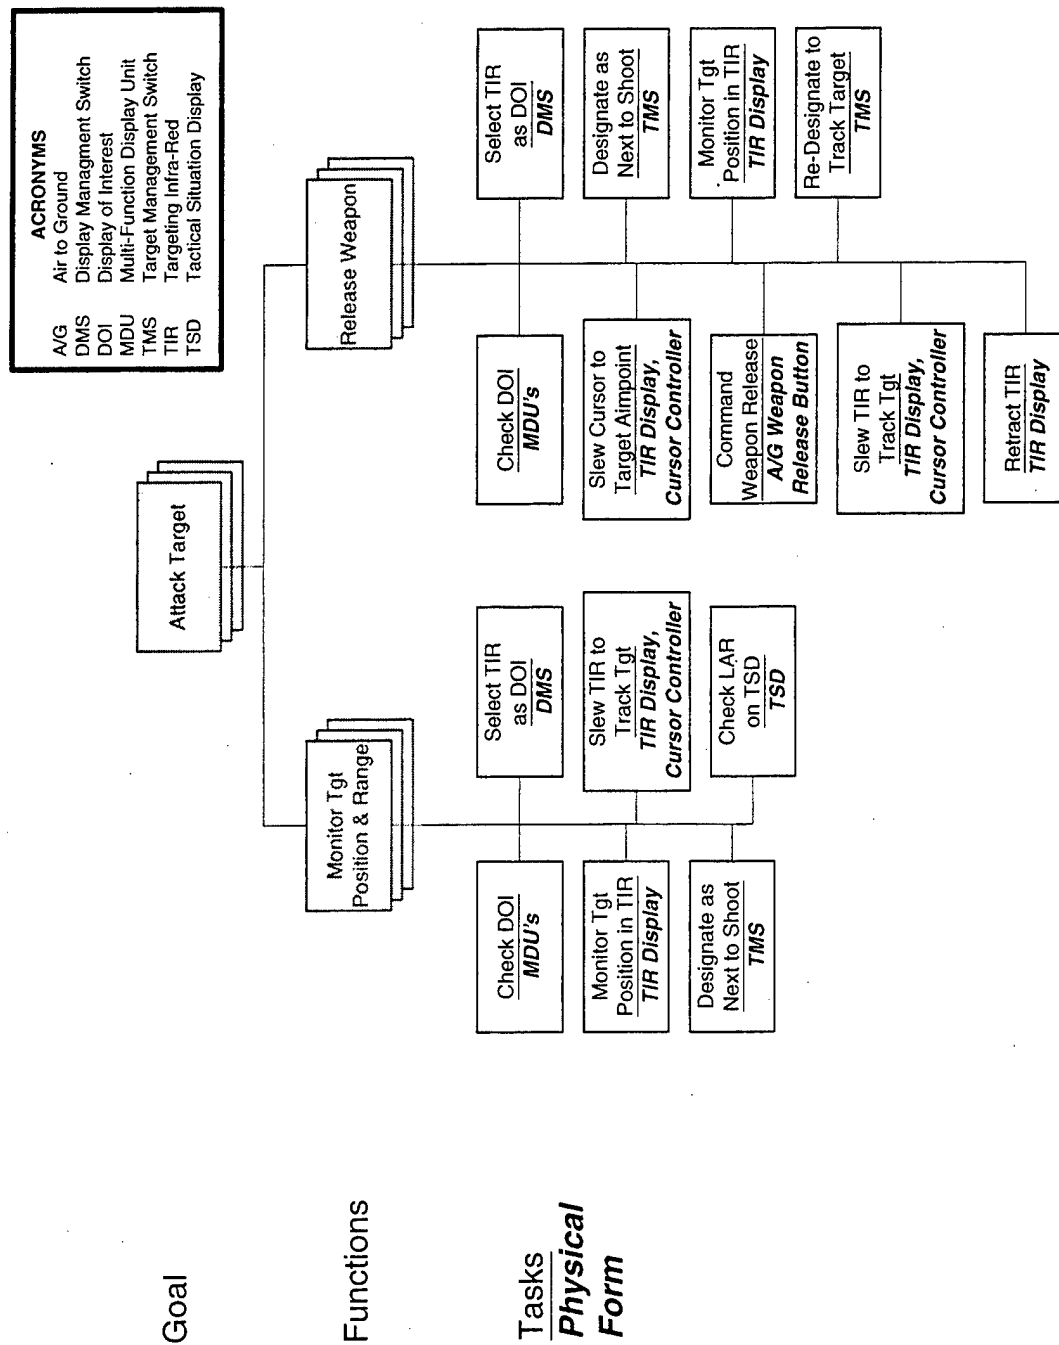 ACRONYMS
A/G Air to Ground
DMS Display Managment Switch
DOI Display of Interest
MDU Multi-Function Display Unit
TMS Target Management Switch
TIR Targeting Infra-Red
TSD Tactical Situation Display
Goal
Attack Target
Functions
Monitor Tgt
Position & Range
Release Weapon
Tasks
Physical
Form
Check DOI
MDU's
Select TIR
as DOI
DMS
Monitor Tgt
Position in TIR
TIR Display
Slew TIR to
Track Tgt
TIR Display,
Cursor Controller
Designate as
Next to Shoot
TMS
Check LAR
on TSD
TSD
Check DOI
MDU's
Select TIR
as DOI
DMS
Slew Cursor to
Target Aimpoint
TIR Display,
Cursor Controller
Designate as
Next to Shoot
TMS
Command
Weapon Release
A/G Weapon
Release Button
Monitor Tgt
Position in TIR
TIR Display
Slew TIR to
Track Tgt
TIR Display,
Cursor Controller
Re-Designate to
Track Target
TMS
Retract TIR
TIR Display